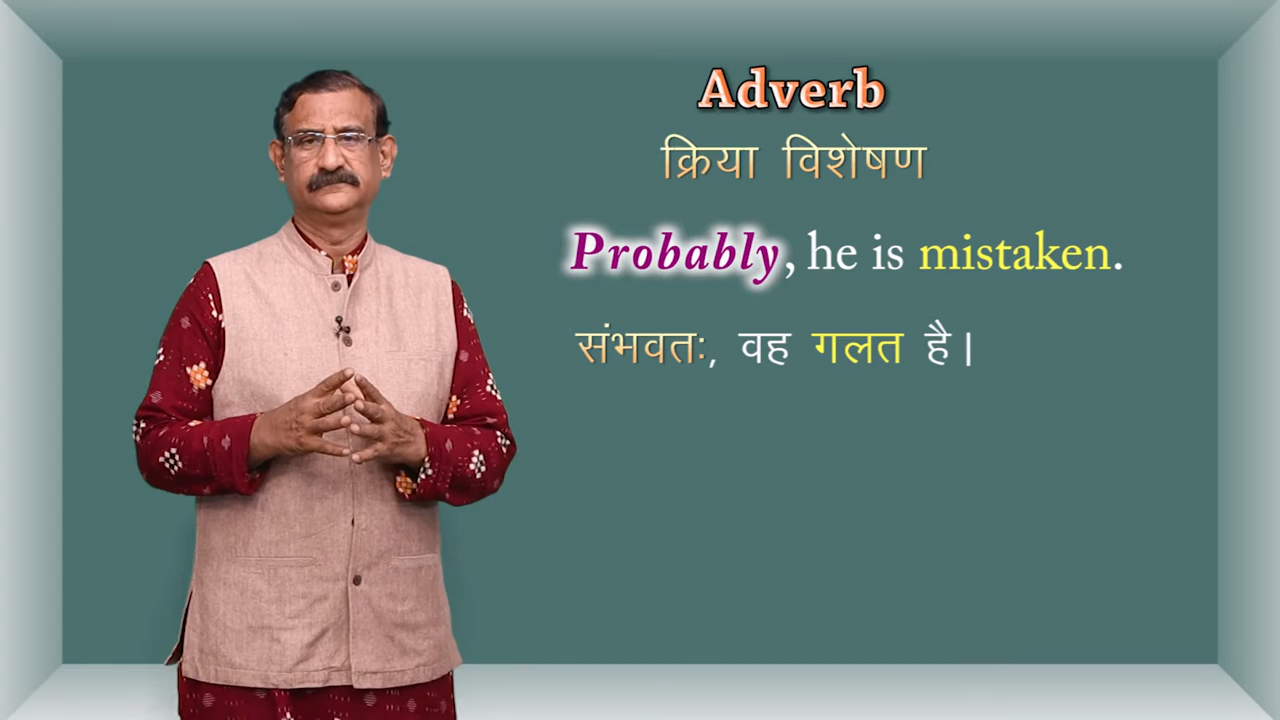 Adverb
क्रिया विशेषण
Probably, he is mistaken.
संभवतः, वह गलत है।